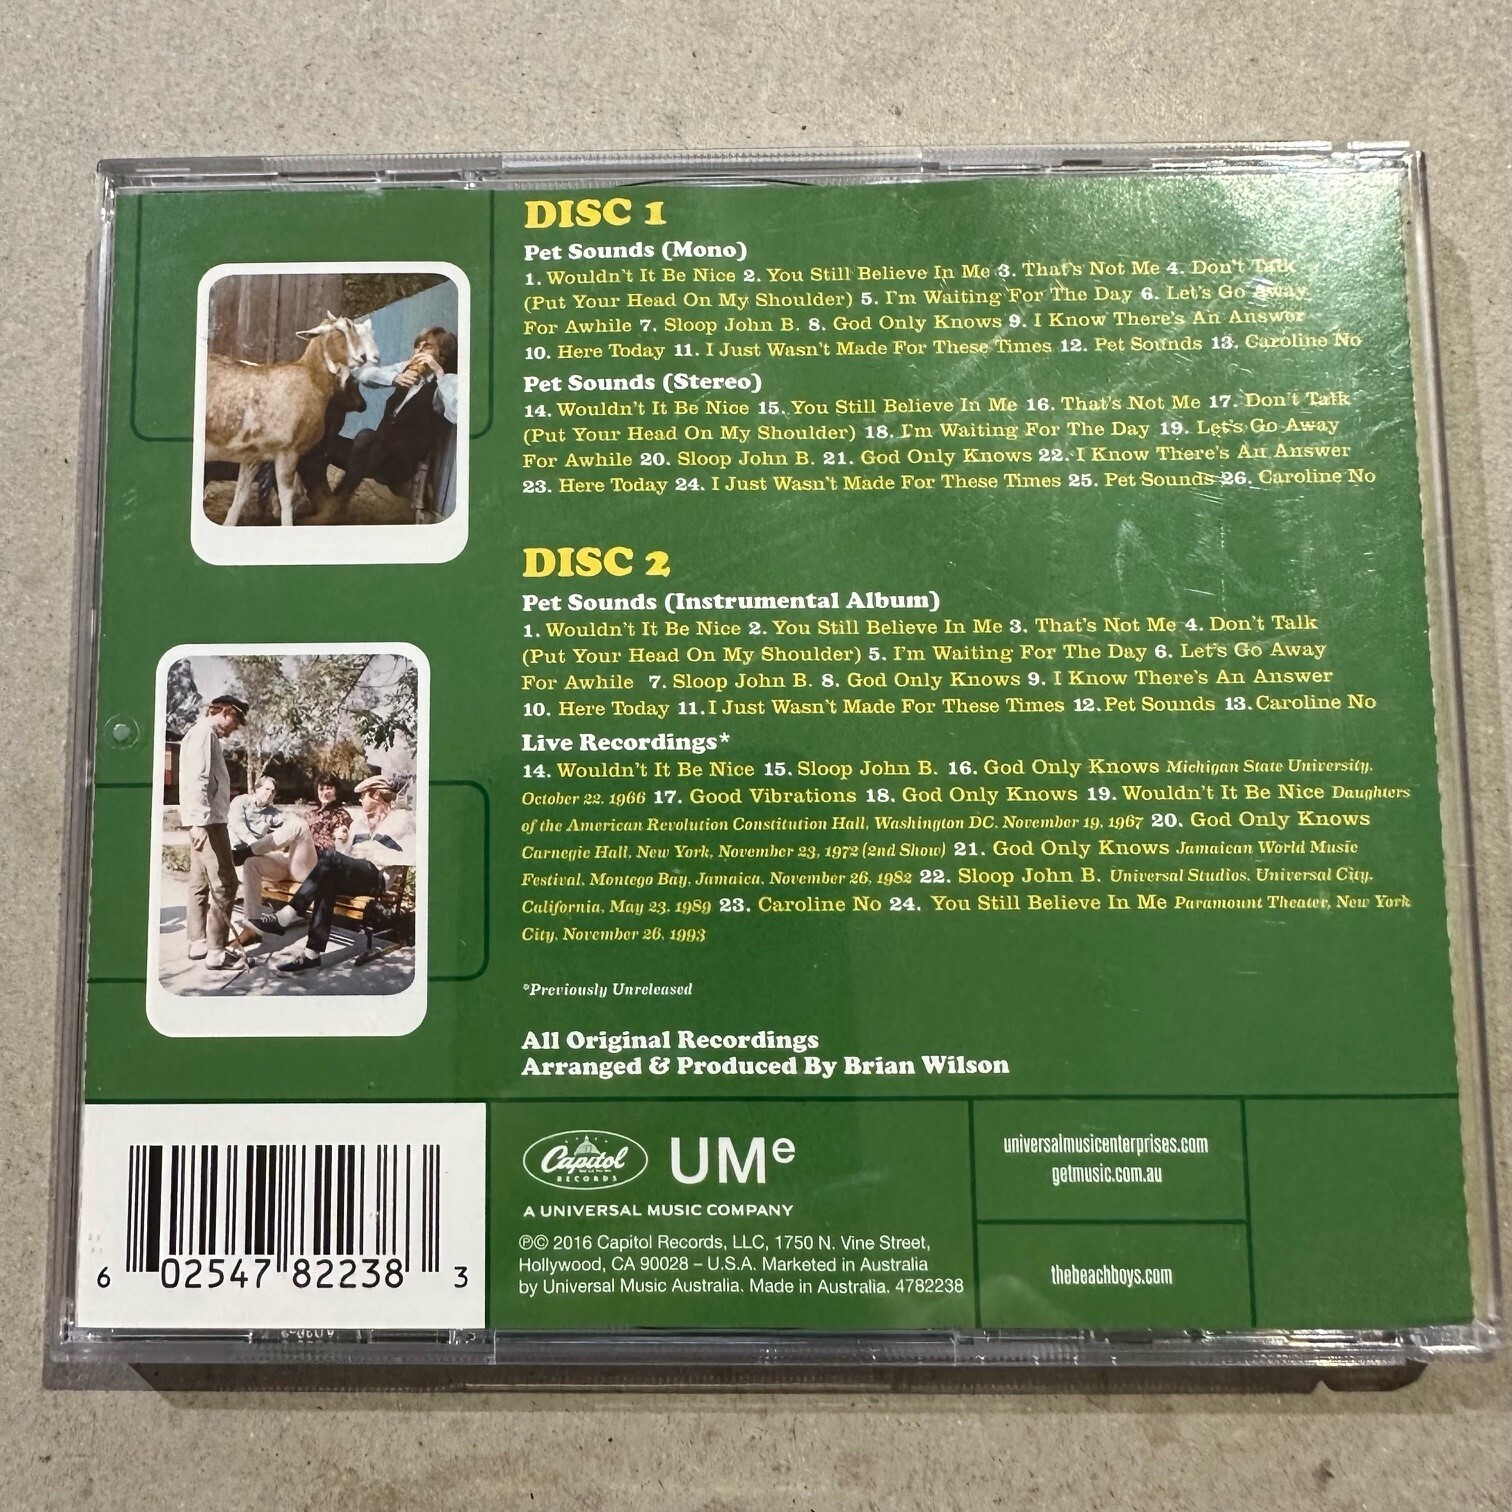 DISC 1
Pet Sounds (Mono)
1. Wouldn't It Be Nice 2. You Still Believe In Me 3. That's Not Me 4. Don't Talk
(Put Your Head On My Shoulder) 5. I'm Waiting For The Day 6. Let's Go Away
For Awhile 7. Sloop John B. 8. God Only Knows 9. I Know There's An Answer
10. Here Today 11. I Just Wasn't Made For These Times 12. Pet Sounds 13. Caroline No
Pet Sounds (Stereo)
14. Wouldn't It Be Nice 15. You Still Believe In Me 16. That's Not Me 17. Don't Talk
(Put Your Head On My Shoulder) 18. I'm Waiting For The Day 19. Let's Go Away
For Awhile 20. Sloop John B. 21. God Only Knows 22. I Know There's An Answer
23. Here Today 24. I Just Wasn't Made For These Times 25. Pet Sounds 26. Caroline No
DISC 2
Pet Sounds (Instrumental Album)
1. Wouldn't It Be Nice 2. You Still Believe In Me 3. That's Not Me 4. Don't Talk
(Put Your Head On My Shoulder) 5. I'm Waiting For The Day 6. Let's Go Away
For Awhile 7. Sloop John B. 8. God Only Knows 9. I Know There's An Answer
10. Here Today 11. I Just Wasn't Made For These Times 12. Pet Sounds 13. Caroline No
Live Recordings*
14. Wouldn't It Be Nice 15. Sloop John B. 16. God Only Knows Michigan State University,
October 22, 1966 17. Good Vibrations 18. God Only Knows 19. Wouldn't It Be Nice Daughters
of the American Revolution Constitution Hall, Washington DC. November 19, 1967 20. God Only Knows
Carnegie Hall, New York, November 23, 1972 (2nd Show) 21. God Only Knows Jamaican World Music
Festival, Montego Bay, Jamaica, November 26, 1982 22. Sloop John B. Universal Studios, Universal City,
California, May 23, 1989 23. Caroline No 24. You Still Believe In Me Paramount Theater, New York
City, November 26, 1993
*Previously Unreleased
All Original Recordings
Arranged & Produced By Brian Wilson
6 02547 82238 3
Capitol
RECORDS
UMe
A UNIVERSAL MUSIC COMPANY
℗© 2016 Capitol Records, LLC, 1750 N. Vine Street,
Hollywood, CA 90028 – U.S.A. Marketed in Australia
by Universal Music Australia. Made in Australia. 4782238
universalmusicenterprises.com
getmusic.com.au
thebeachboys.com